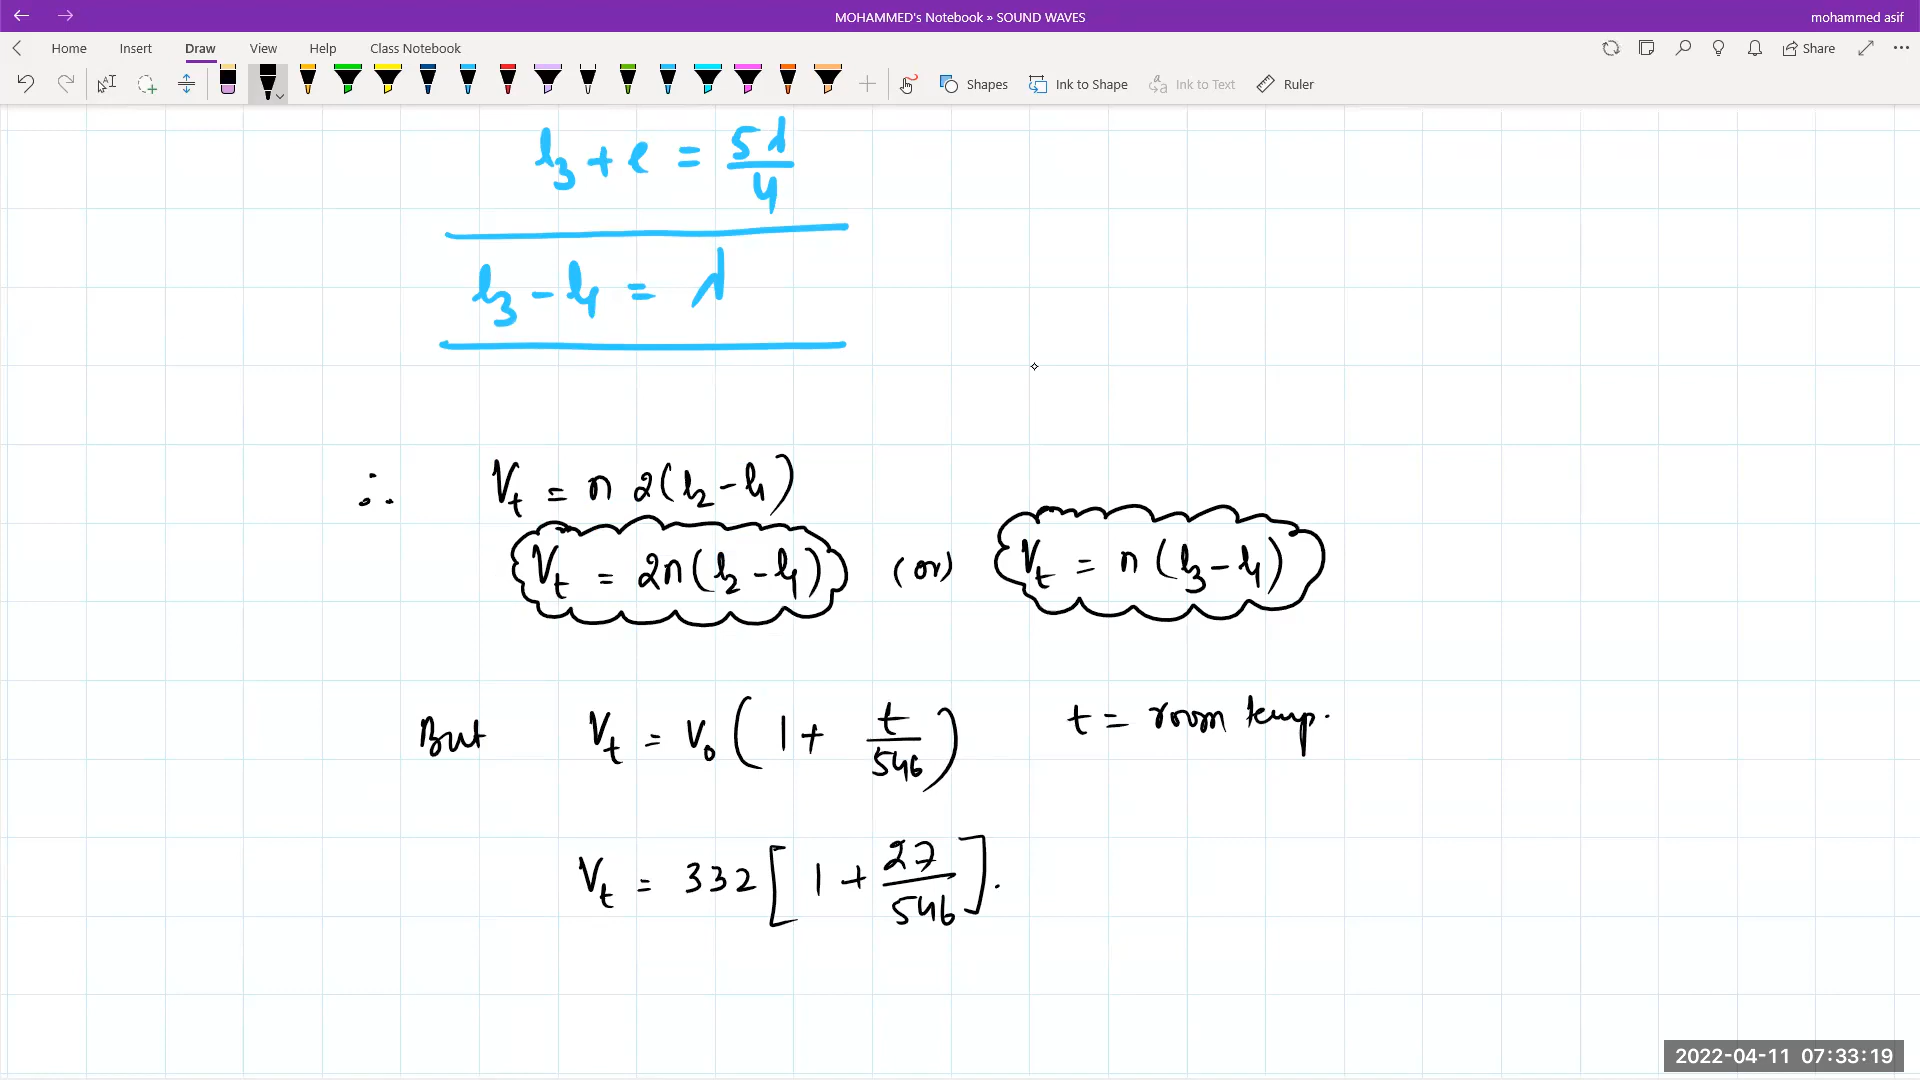 MOHAMMED's Notebook » SOUND WAVES
mohammed asif
Home Insert Draw View Help Class Notebook
Share
Shapes Ink to Shape Ink to Text Ruler
l₃ + e = 5λ/4
l₃ - l₁ = λ
∴ Vₜ = n 2(l₂ - l₁)
Vₜ = 2n(l₂ - l₁) (or) Vₜ = n(l₃ - l₁)
But Vₜ = V₀(1 + t/546) t = room temp.
Vₜ = 332[1 + 27/546].
2022-04-11 07:33:19